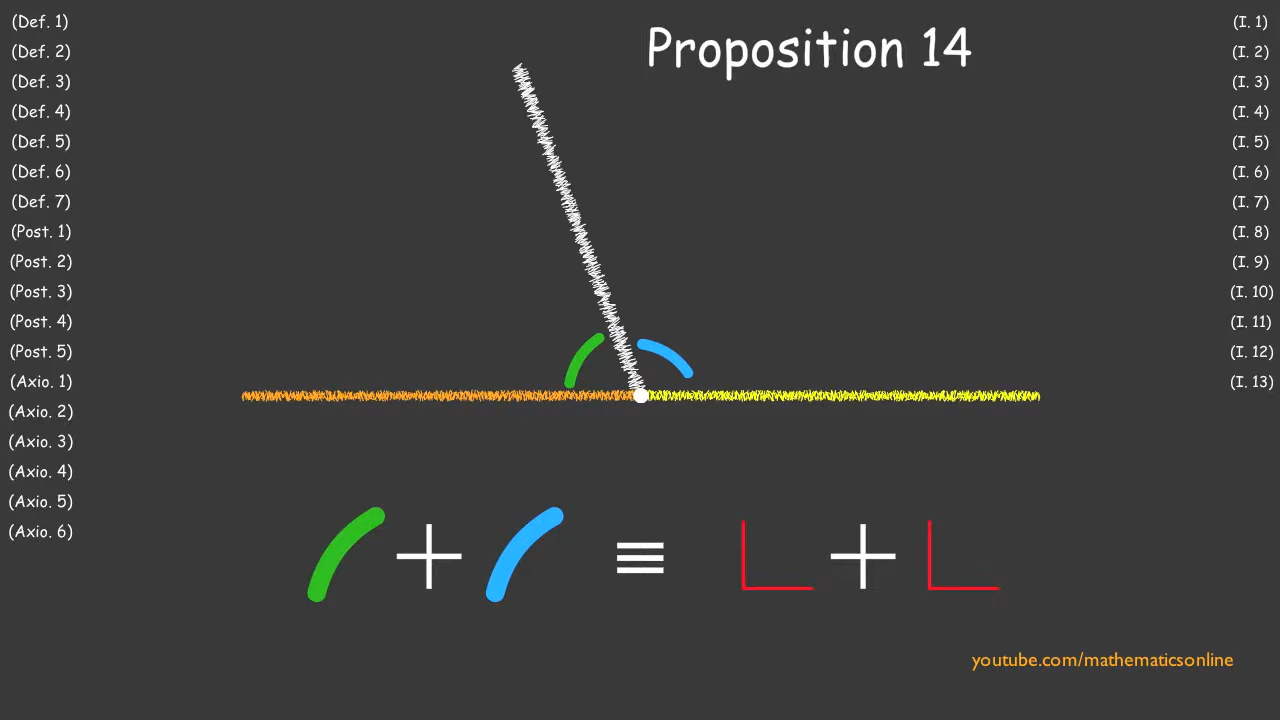 Proposition 14
(Def. 1)
(Def. 2)
(Def. 3)
(Def. 4)
(Def. 5)
(Def. 6)
(Def. 7)
(Post. 1)
(Post. 2)
(Post. 3)
(Post. 4)
(Post. 5)
(Axio. 1)
(Axio. 2)
(Axio. 3)
(Axio. 4)
(Axio. 5)
(Axio. 6)
(I. 1)
(I. 2)
(I. 3)
(I. 4)
(I. 5)
(I. 6)
(I. 7)
(I. 8)
(I. 9)
(I. 10)
(I. 11)
(I. 12)
(I. 13)
+ ≡ +
youtube.com/mathematicsonline